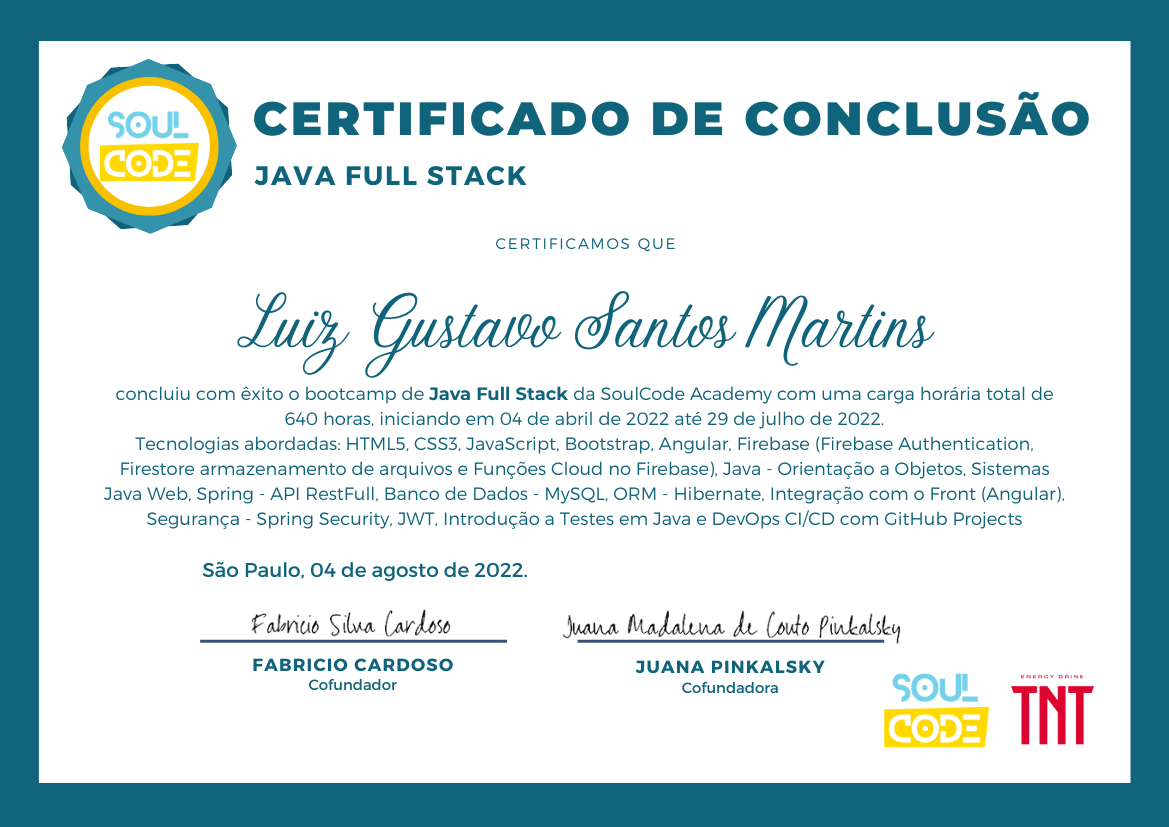 SOUL
CODE
CERTIFICADO DE CONCLUSÃO
JAVA FULL STACK
CERTIFICAMOS QUE
Luiz Gustavo Santos Martins
concluiu com êxito o bootcamp de Java Full Stack da SoulCode Academy com uma carga horária total de
640 horas, iniciando em 04 de abril de 2022 até 29 de julho de 2022.
Tecnologias abordadas: HTML5, CSS3, JavaScript, Bootstrap, Angular, Firebase (Firebase Authentication,
Firestore armazenamento de arquivos e Funções Cloud no Firebase), Java - Orientação a Objetos, Sistemas
Java Web, Spring - API RestFull, Banco de Dados - MySQL, ORM - Hibernate, Integração com o Front (Angular),
Segurança - Spring Security, JWT, Introdução a Testes em Java e DevOps CI/CD com GitHub Projects
São Paulo, 04 de agosto de 2022.
Fabricio Silva Cardoso
FABRICIO CARDOSO
Cofundador
Juana Madalena de Couto Pinkalsky
JUANA PINKALSKY
Cofundadora
SOUL
CODE
ENERGY DRINK
TNT